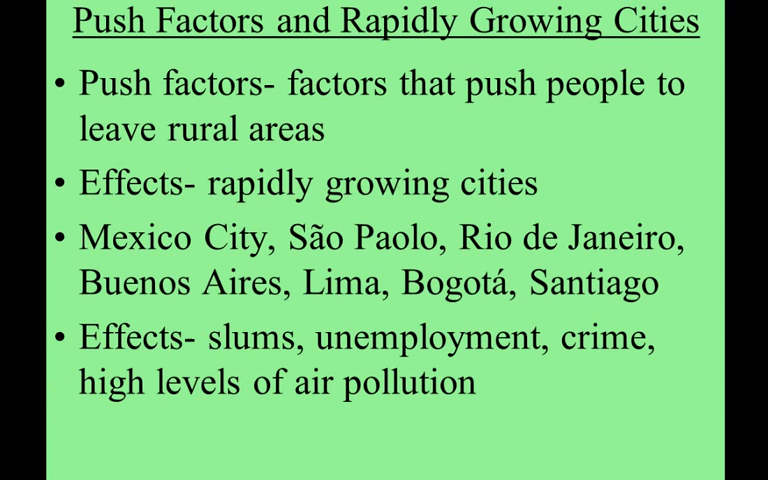 Push Factors and Rapidly Growing Cities
• Push factors- factors that push people to
leave rural areas
• Effects- rapidly growing cities
• Mexico City, São Paolo, Rio de Janeiro,
Buenos Aires, Lima, Bogotá, Santiago
• Effects- slums, unemployment, crime,
high levels of air pollution